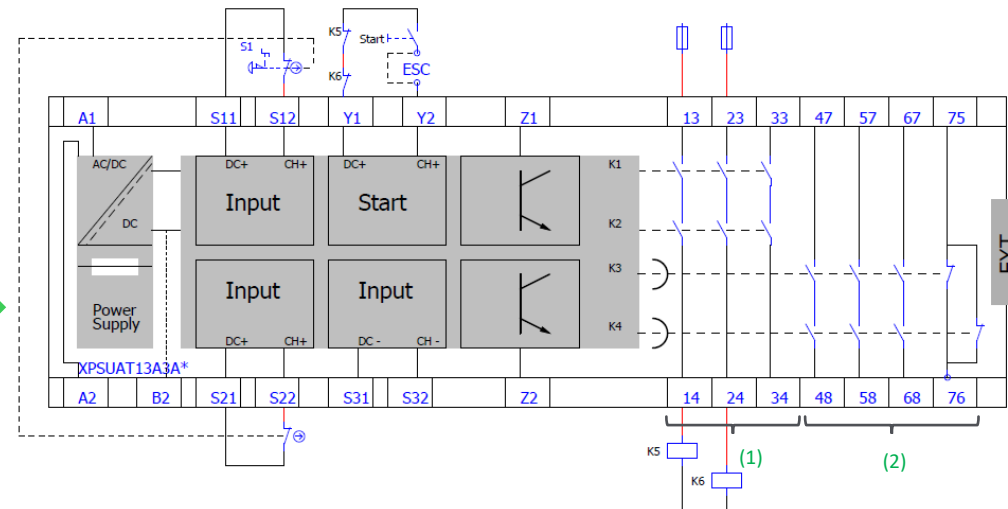 K5
Start
S1
K6
ESC
A1 S11 S12 Y1 Y2 Z1 13 23 33 47 57 67 75
AC/DC DC+ CH+ DC+ CH+ K1
Input Start
DC K2
EXT
K3
Input Input
Power
Supply
K4
DC+ CH+ DC - CH -
XPSUAT13A3A*
A2 B2 S21 S22 S31 S32 Z2 14 24 34 48 58 68 76
K5 (1) (2)
K6